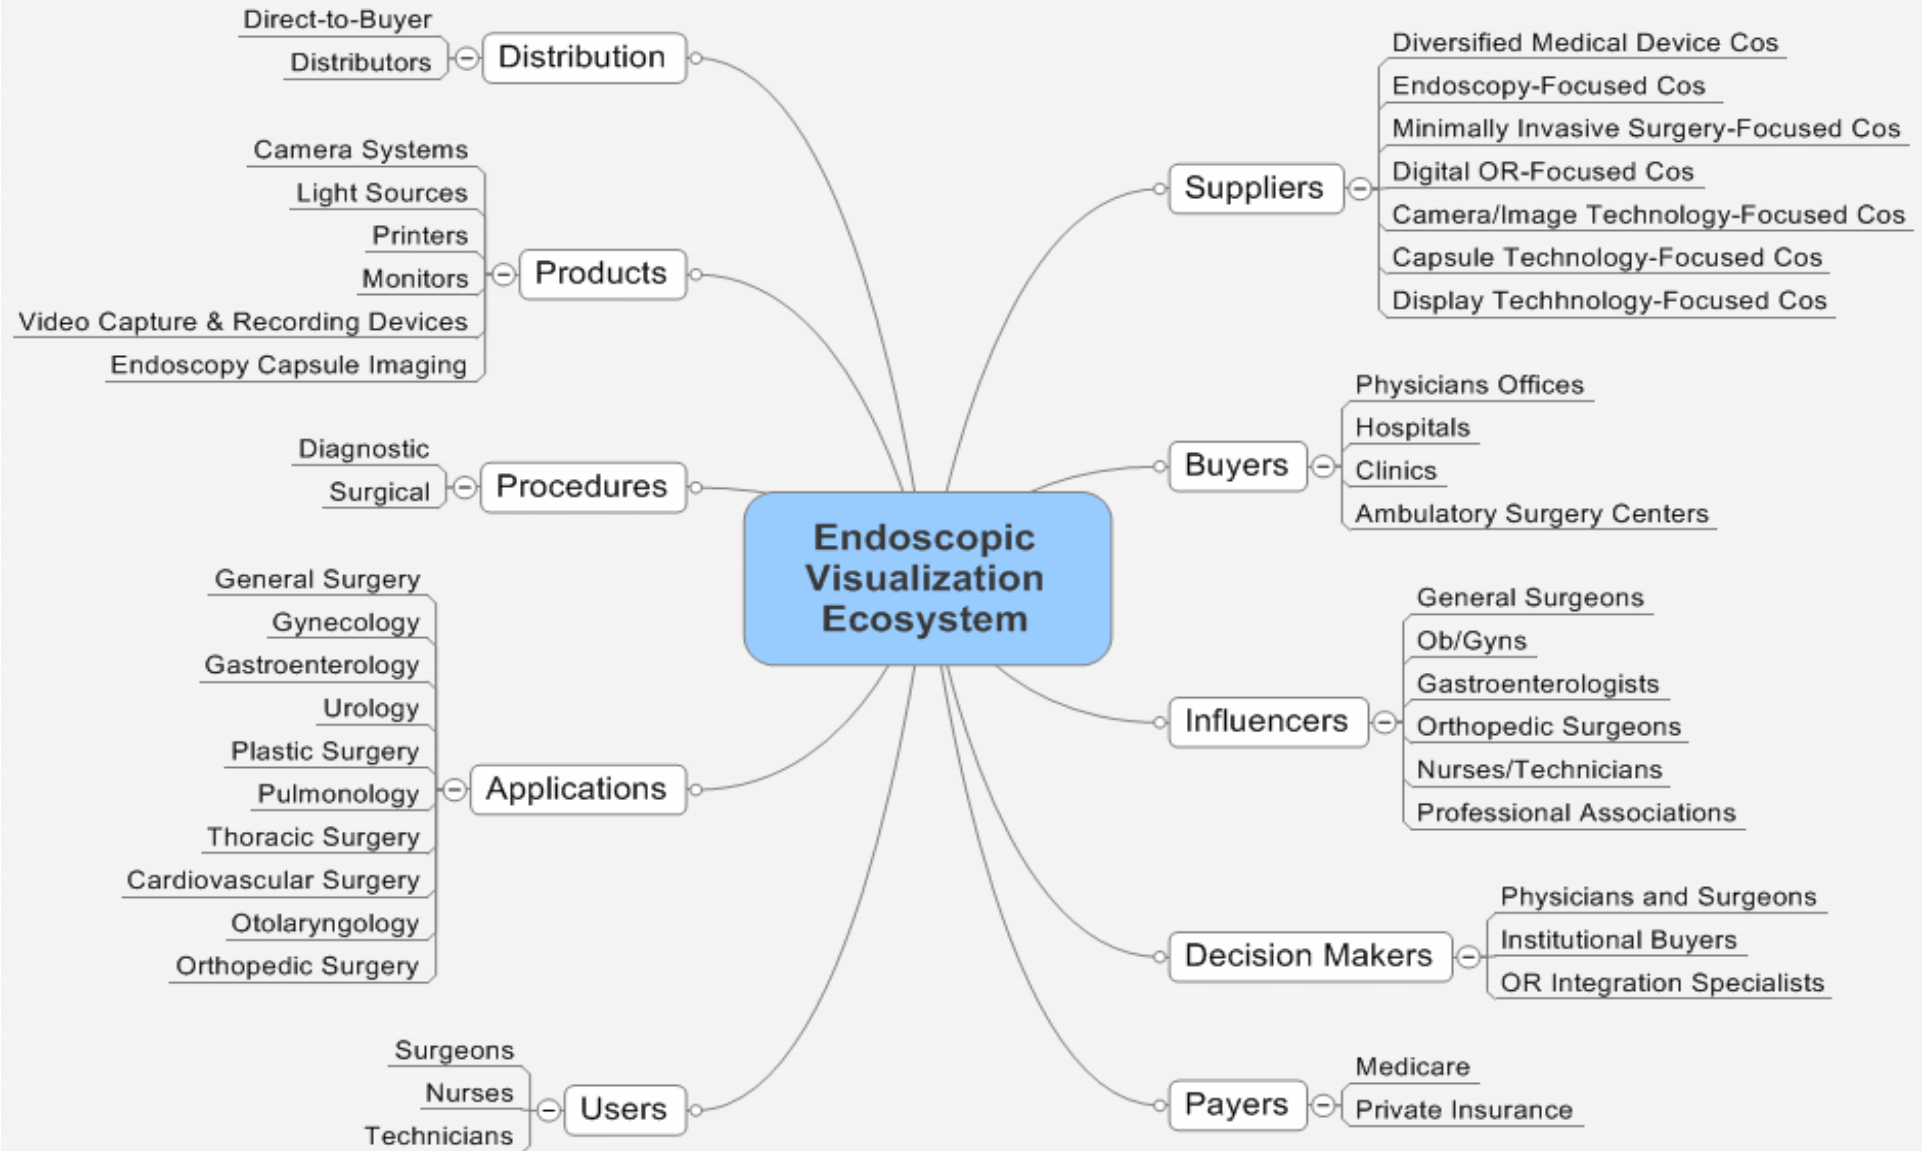 Direct-to-Buyer
Distributors
Distribution
Camera Systems
Light Sources
Printers
Monitors
Video Capture & Recording Devices
Endoscopy Capsule Imaging
Products
Diagnostic
Surgical
Procedures
General Surgery
Gynecology
Gastroenterology
Urology
Plastic Surgery
Pulmonology
Thoracic Surgery
Cardiovascular Surgery
Otolaryngology
Orthopedic Surgery
Applications
Surgeons
Nurses
Technicians
Users
Endoscopic
Visualization
Ecosystem
Suppliers
Diversified Medical Device Cos
Endoscopy-Focused Cos
Minimally Invasive Surgery-Focused Cos
Digital OR-Focused Cos
Camera/Image Technology-Focused Cos
Capsule Technology-Focused Cos
Display Techhnology-Focused Cos
Buyers
Physicians Offices
Hospitals
Clinics
Ambulatory Surgery Centers
Influencers
General Surgeons
Ob/Gyns
Gastroenterologists
Orthopedic Surgeons
Nurses/Technicians
Professional Associations
Decision Makers
Physicians and Surgeons
Institutional Buyers
OR Integration Specialists
Payers
Medicare
Private Insurance